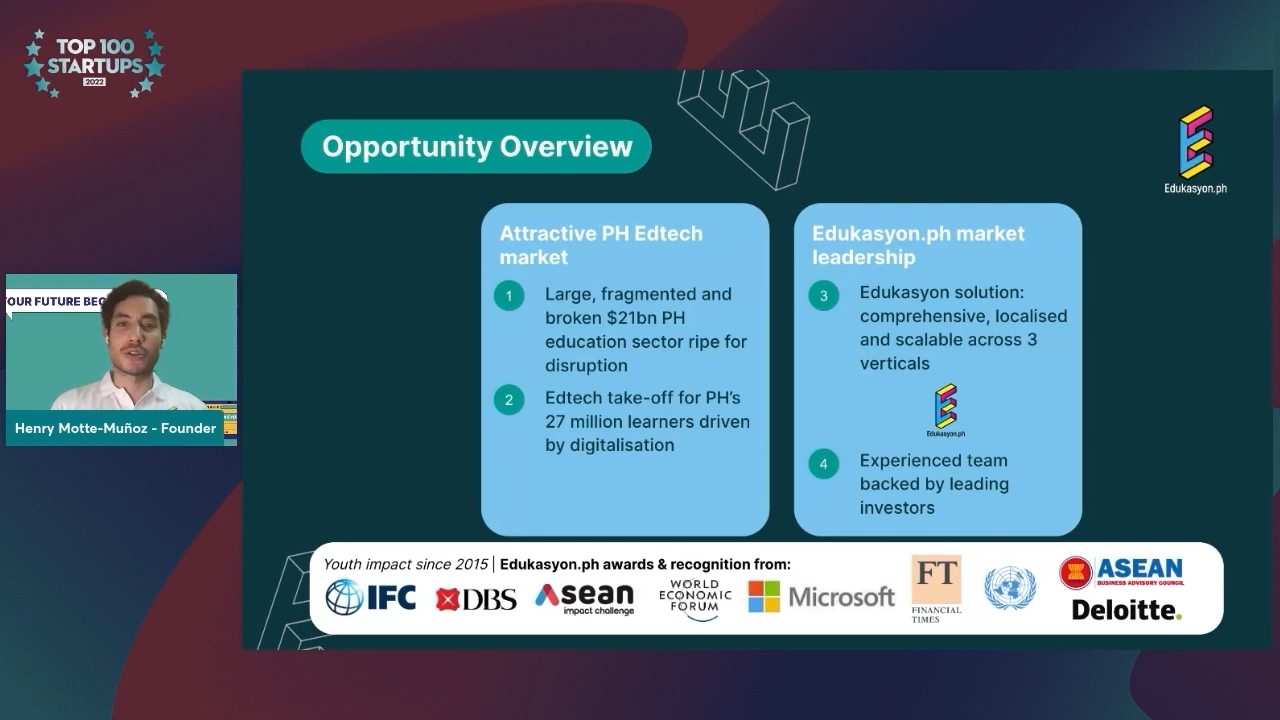 TOP 100
STARTUPS
2022
Opportunity Overview
Edukasyon.ph
Attractive PH Edtech
market
1
Large, fragmented and
broken $21bn PH
education sector ripe for
disruption
2
Edtech take-off for PH's
27 million learners driven
by digitalisation
Edukasyon.ph market
leadership
3
Edukasyon solution:
comprehensive, localised
and scalable across 3
verticals
Edukasyon.ph
4
Experienced team
backed by leading
investors
YOUR FUTURE BEG
Henry Motte-Muñoz - Founder
Youth impact since 2015 | Edukasyon.ph awards & recognition from:
IFC
DBS
Asean
impact challenge
WORLD
ECONOMIC
FORUM
Microsoft
FT
FINANCIAL
TIMES
ASEAN
BUSINESS ADVISORY COUNCIL
Deloitte.